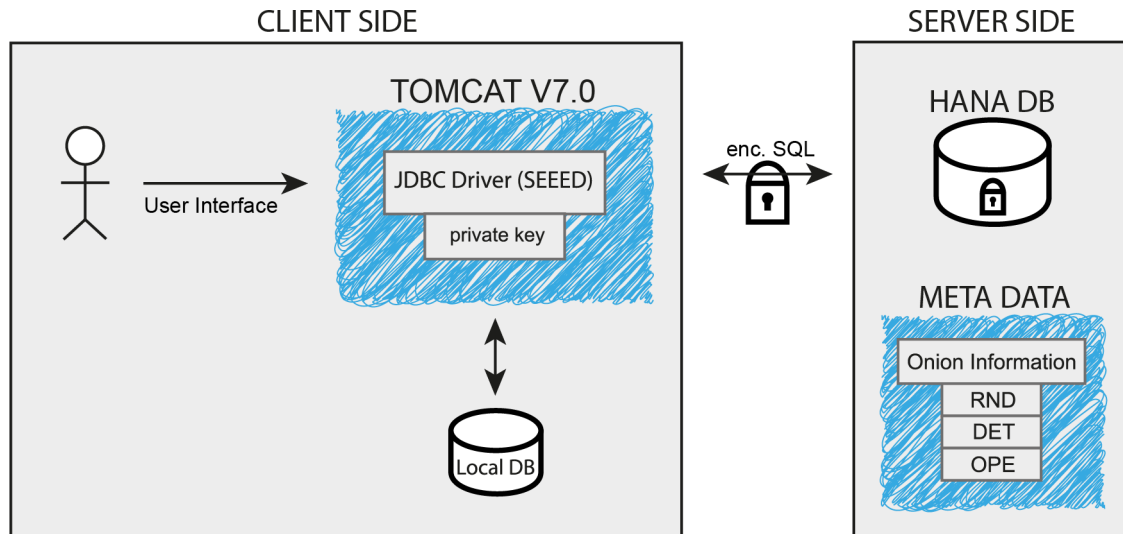 CLIENT SIDE
SERVER SIDE
TOMCAT V7.0
JDBC Driver (SEEED)
private key
User Interface
Local DB
enc. SQL
HANA DB
META DATA
Onion Information
RND
DET
OPE